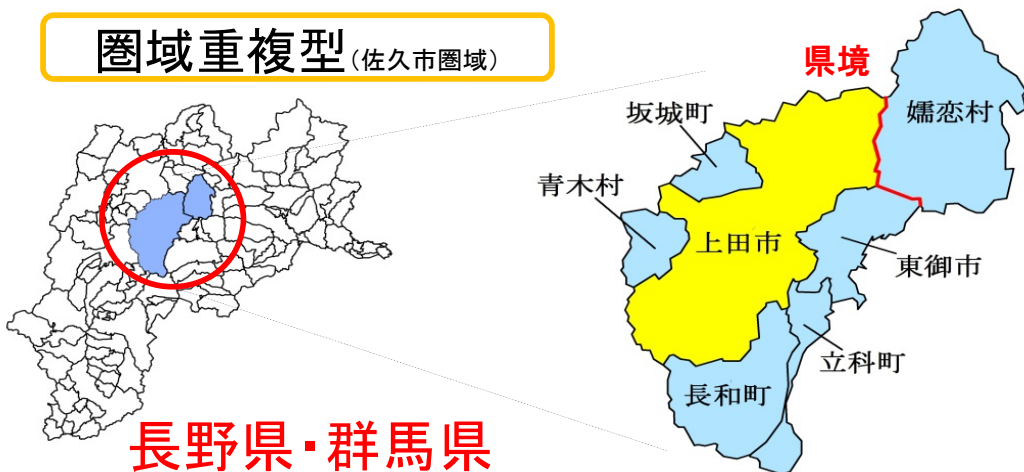 圏域重複型(佐久市圏域)
県境
嬬恋村
坂城町
青木村
上田市
東御市
立科町
長和町
長野県・群馬県